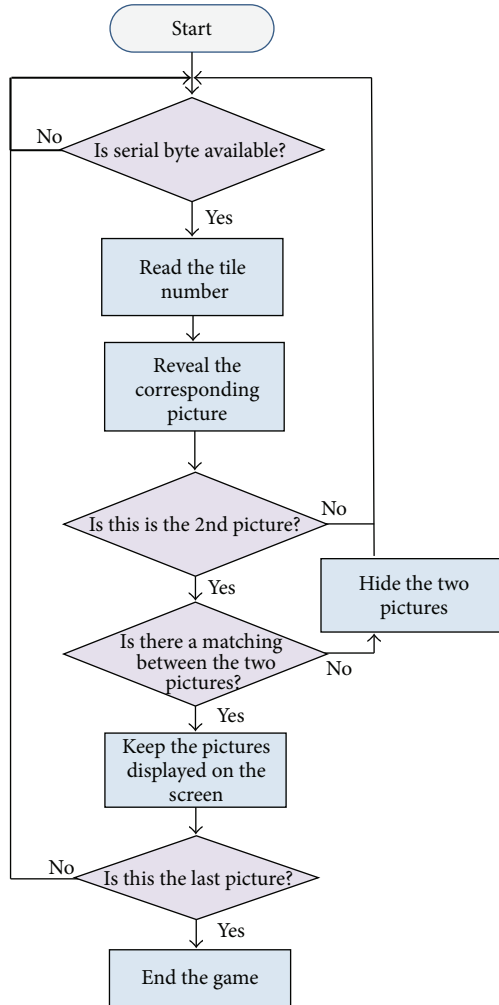 Start
No
Is serial byte available?
Yes
Read the tile
number
Reveal the
corresponding
picture
No
Is this is the 2nd picture?
Yes
Hide the two
pictures
Is there a matching
between the two
pictures?
No
Yes
Keep the pictures
displayed on the
screen
No
Is this the last picture?
Yes
End the game